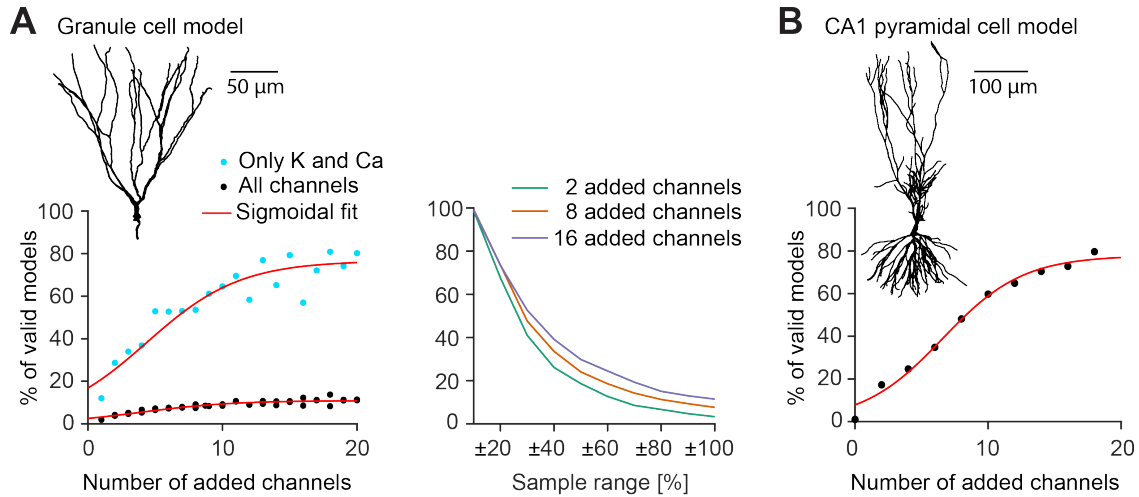 A
Granule cell model
50 µm
Only K and Ca
All channels
Sigmoidal fit
% of valid models
100
80
60
40
20
0
0
10
20
Number of added channels
2 added channels
8 added channels
16 added channels
100
80
60
40
20
0
±20
±40
±60
±80
±100
Sample range [%]
B
CA1 pyramidal cell model
100 µm
% of valid models
100
80
60
40
20
0
0
10
20
Number of added channels